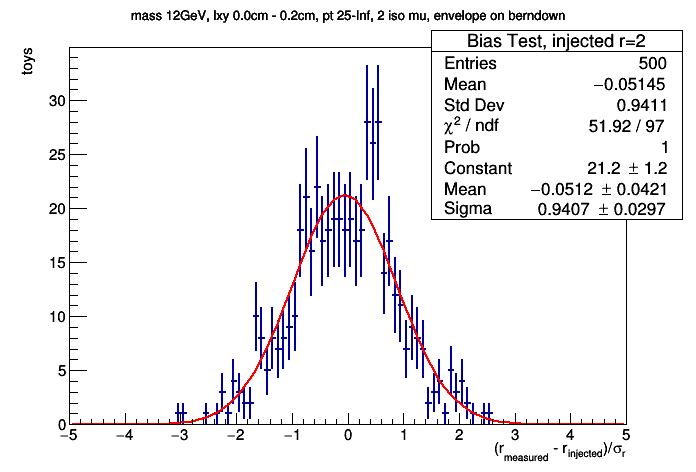 mass 12GeV, lxy 0.0cm - 0.2cm, pt 25-Inf, 2 iso mu, envelope on berndown
toys
Bias Test, injected r=2
Entries 500
Mean −0.05145
Std Dev 0.9411
χ² / ndf 51.92 / 97
Prob 1
Constant 21.2 ± 1.2
Mean −0.0512 ± 0.0421
Sigma 0.9407 ± 0.0297
30
25
20
15
10
5
0
−5 −4 −3 −2 −1 0 1 2 3 4 5
(r_measured - r_injected)/σ_r